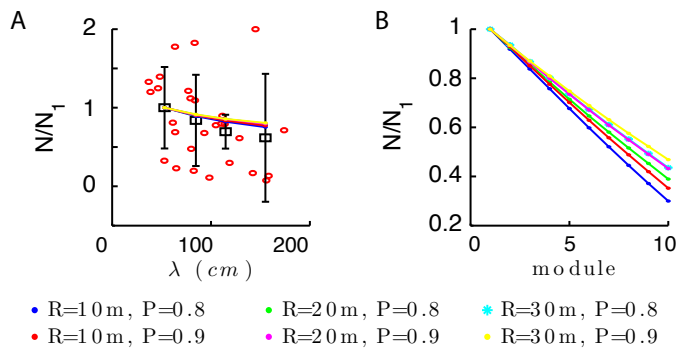 A
B
N/N1
2
1
0
0
100
200
λ (cm)
N/N1
1
0.8
0.6
0.4
0.2
0
5
10
module
R=10m, P=0.8
R=20m, P=0.8
R=30m, P=0.8
R=10m, P=0.9
R=20m, P=0.9
R=30m, P=0.9